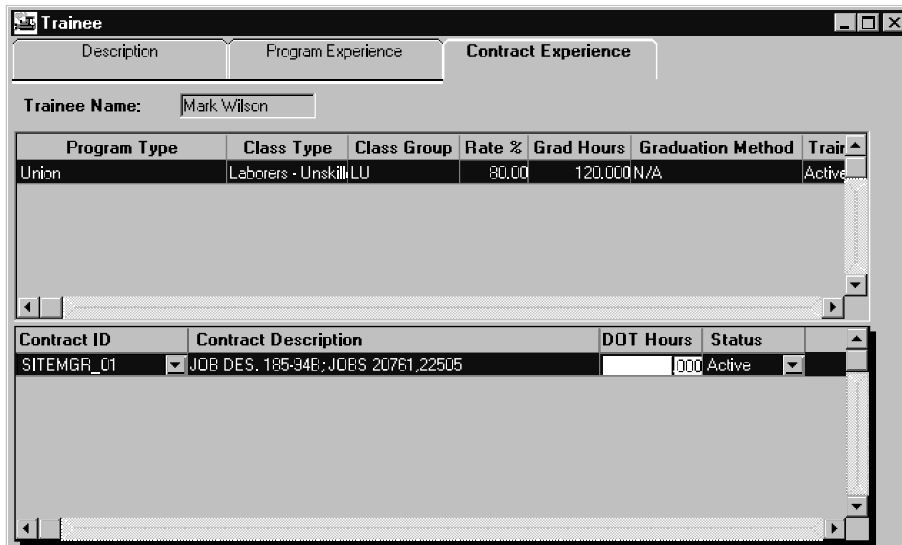 Trainee
Description Program Experience Contract Experience
Trainee Name: Mark Wilson
Program Type Class Type Class Group Rate % Grad Hours Graduation Method Train
Union Laborers - Unskill LU 80.00 120.000 N/A Active
Contract ID Contract Description DOT Hours Status
SITEMGR_01 JOB DES. 185-94B; JOBS 20761,22505 .000 Active